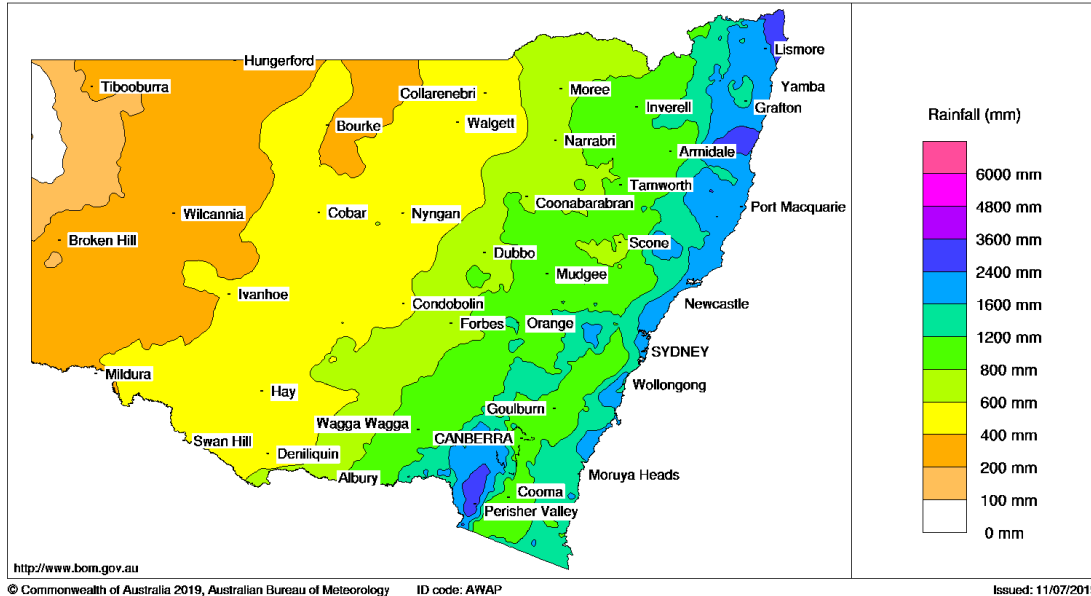 Lismore
Hungerford
Tibooburra
Yamba
Collarenebri
Moree
Inverell
Grafton
Bourke
Walgett
Narrabri
Armidale
Tamworth
Coonabarabran
Wilcannia
Cobar
Nyngan
Port Macquarie
Broken Hill
Scone
Dubbo
Mudgee
Ivanhoe
Condobolin
Newcastle
Forbes
Orange
SYDNEY
Mildura
Hay
Wollongong
Goulburn
Wagga Wagga
CANBERRA
Swan Hill
Deniliquin
Albury
Moruya Heads
Cooma
Perisher Valley
Rainfall (mm)
6000 mm
4800 mm
3600 mm
2400 mm
1600 mm
1200 mm
800 mm
600 mm
400 mm
200 mm
100 mm
0 mm
http://www.bom.gov.au
© Commonwealth of Australia 2019, Australian Bureau of Meteorology ID code: AWAP Issued: 11/07/201